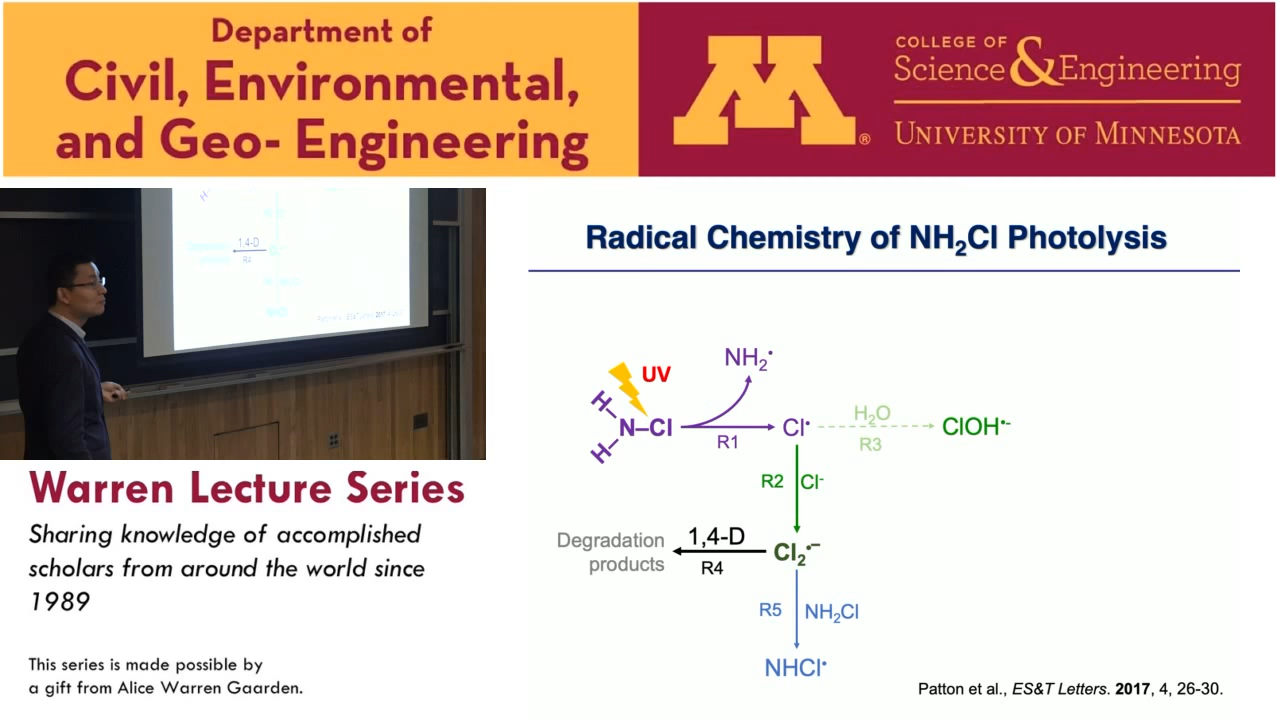 Department of
Civil, Environmental,
and Geo- Engineering
M
®
COLLEGE OF
Science & Engineering
UNIVERSITY OF MINNESOTA
H-
1,4-D
R4
Warren Lecture Series
Sharing knowledge of accomplished
scholars from around the world since
1989
This series is made possible by
a gift from Alice Warren Gaarden.
Radical Chemistry of NH₂Cl Photolysis
NH₂•
UV
H
N–Cl
H
R1
Cl•
H₂O
R3
ClOH•-
R2
Cl-
Degradation
products
1,4-D
R4
Cl₂•–
R5
NH₂Cl
NHCl•
Patton et al., ES&T Letters. 2017, 4, 26-30.